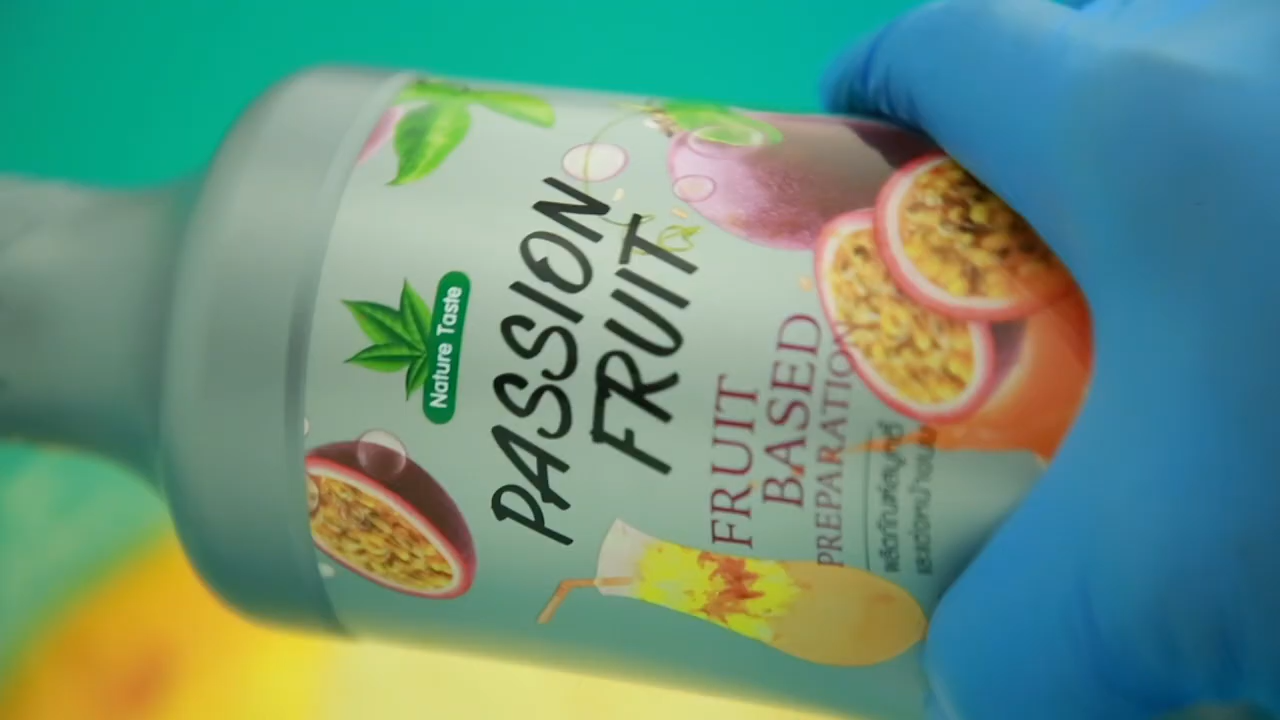 Nature Taste
PASSION
FRUIT
FRUIT
BASED
PREPARATION